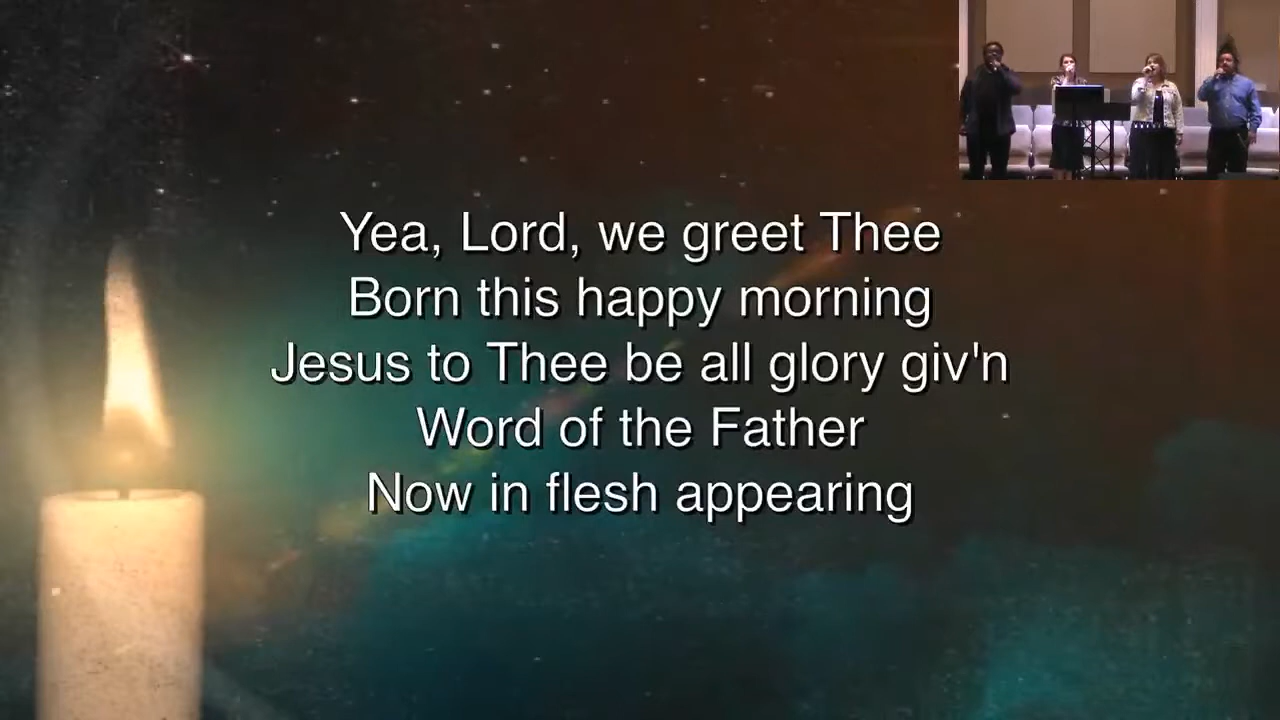 Yea, Lord, we greet Thee
Born this happy morning
Jesus to Thee be all glory giv'n
Word of the Father
Now in flesh appearing